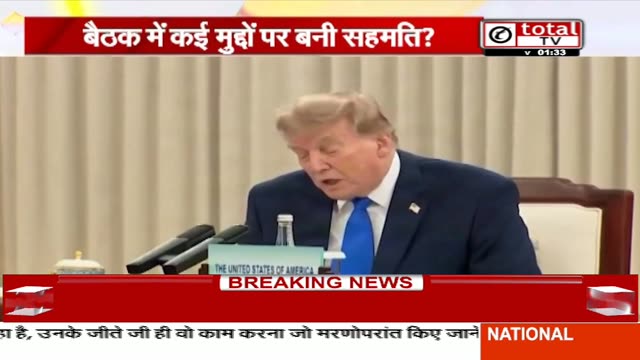 बैठक में कई मुद्दों पर बनी सहमति?
total
TV
v 01:33
THE UNITED STATES OF AMERICA
BREAKING NEWS
हा है, उनके जीते जी ही वो काम करना जो मरणोपरांत किए जाने
NATIONAL